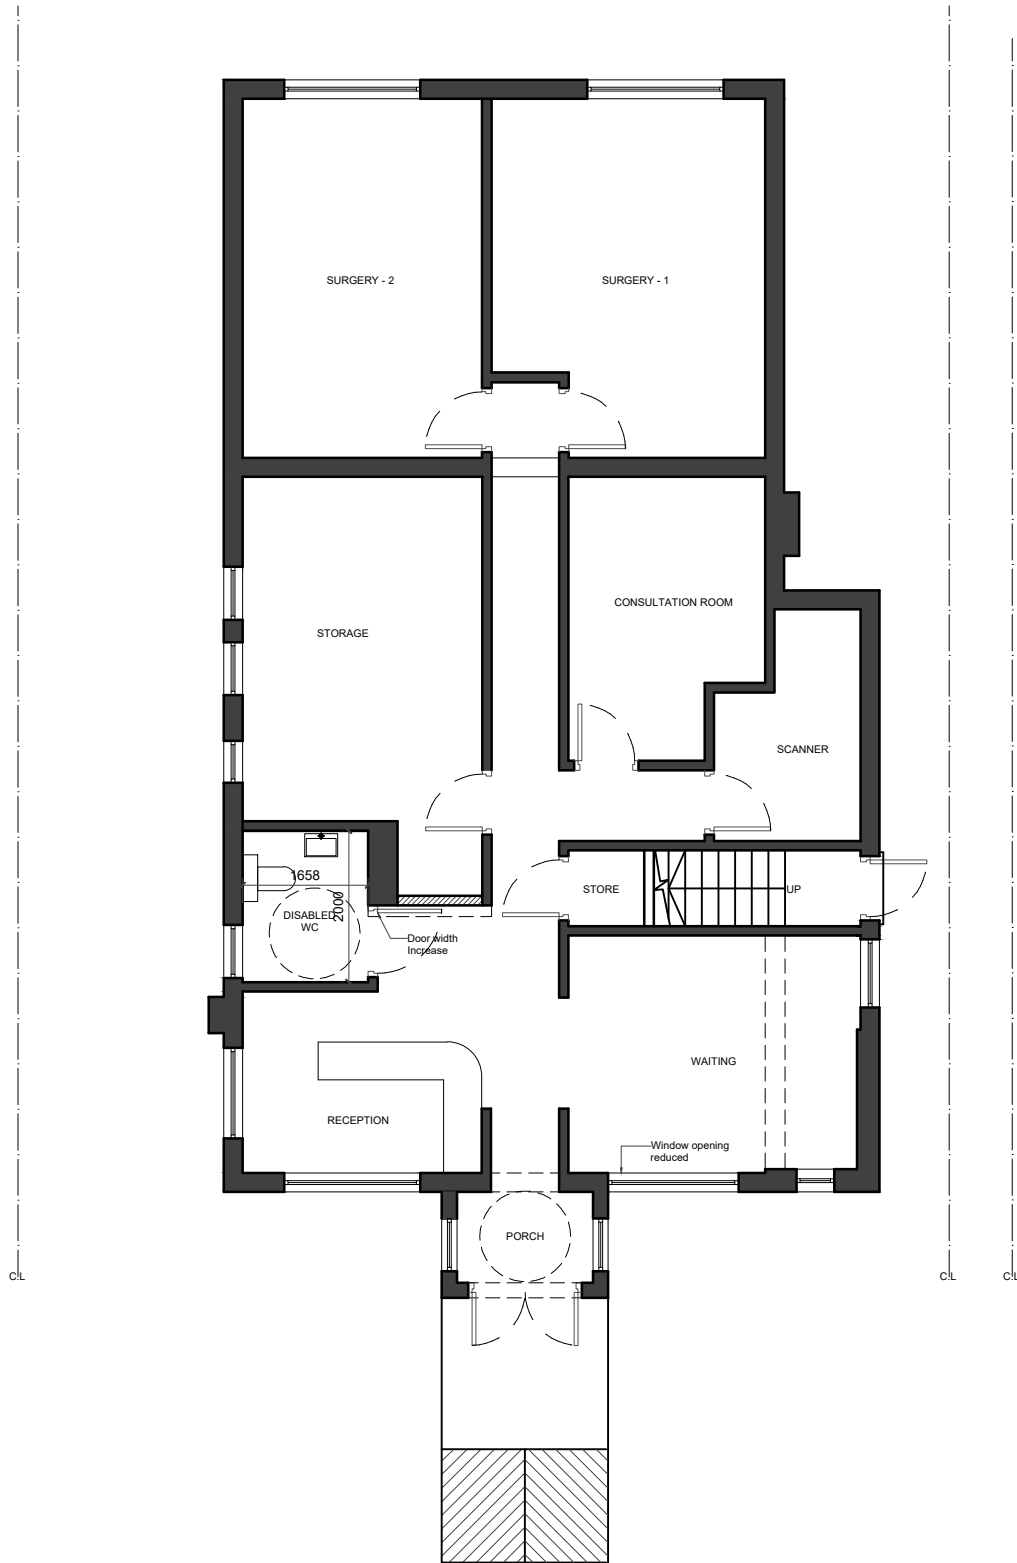 SURGERY - 2
SURGERY - 1
CONSULTATION ROOM
STORAGE
SCANNER
1658
2000
DISABLED
WC
STORE
UP
Door width
Increase
WAITING
RECEPTION
Window opening
reduced
PORCH
C.L
C.L
C.L